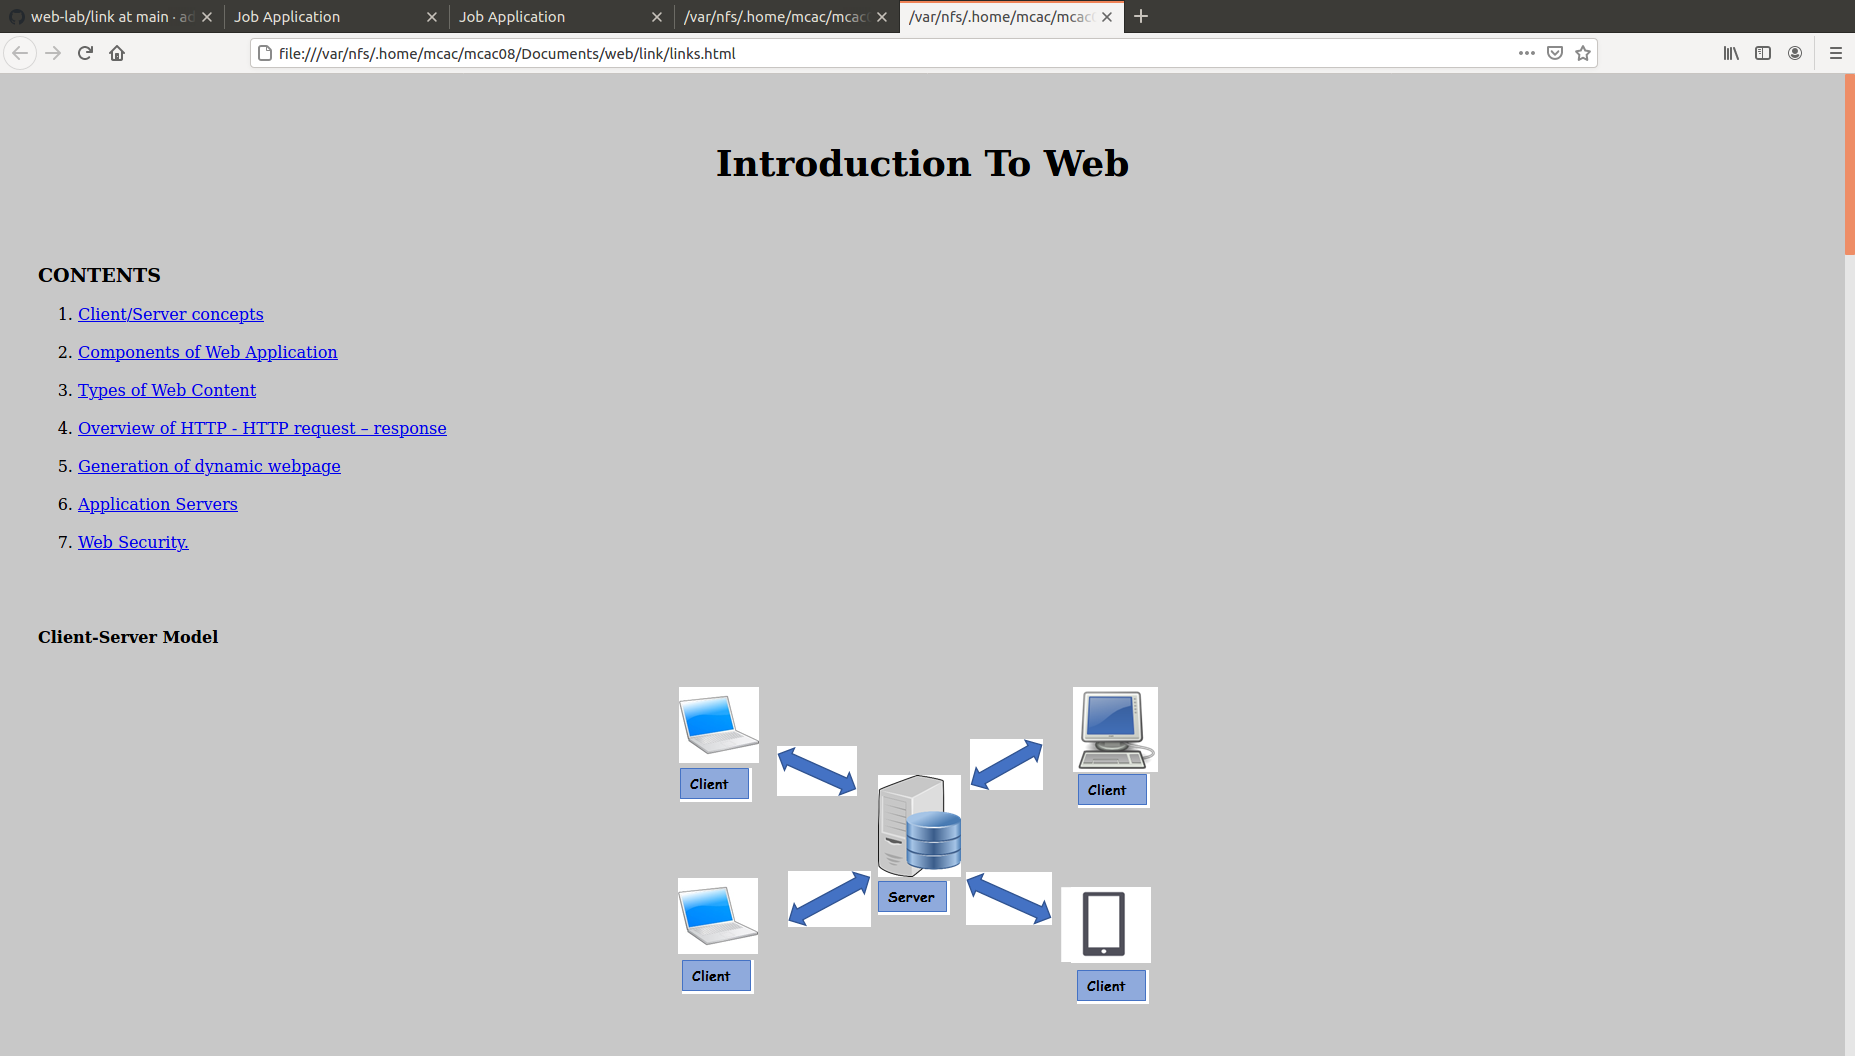 web-lab/link at main · ad
Job Application
Job Application
/var/nfs/.home/mcac/mcac
/var/nfs/.home/mcac/mcac
file:///var/nfs/.home/mcac/mcac08/Documents/web/link/links.html
Introduction To Web
CONTENTS
1. Client/Server concepts
2. Components of Web Application
3. Types of Web Content
4. Overview of HTTP - HTTP request – response
5. Generation of dynamic webpage
6. Application Servers
7. Web Security.
Client-Server Model
Client
Client
Server
Client
Client